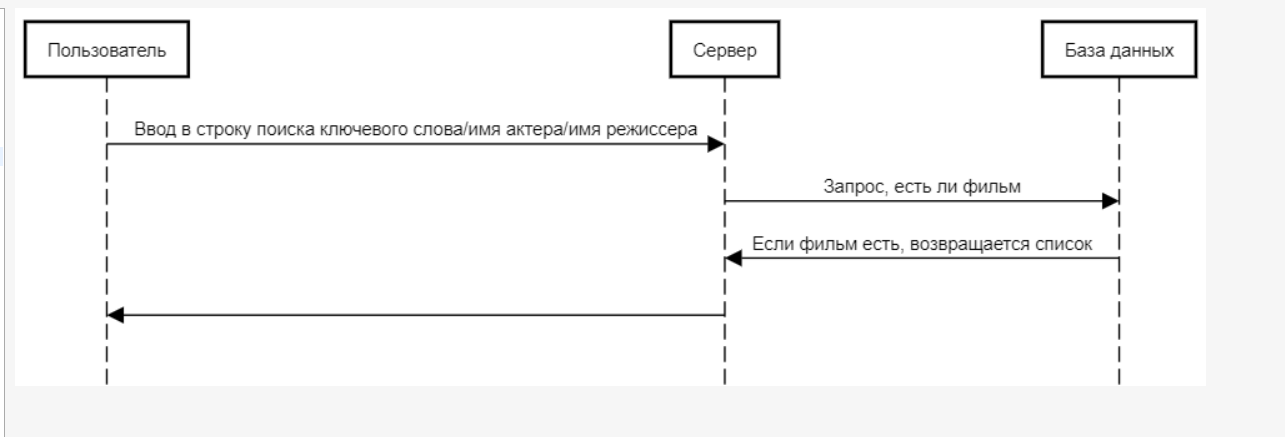 Пользователь
Сервер
База данных
Ввод в строку поиска ключевого слова/имя актера/имя режиссера
Запрос, есть ли фильм
Если фильм есть, возвращается список